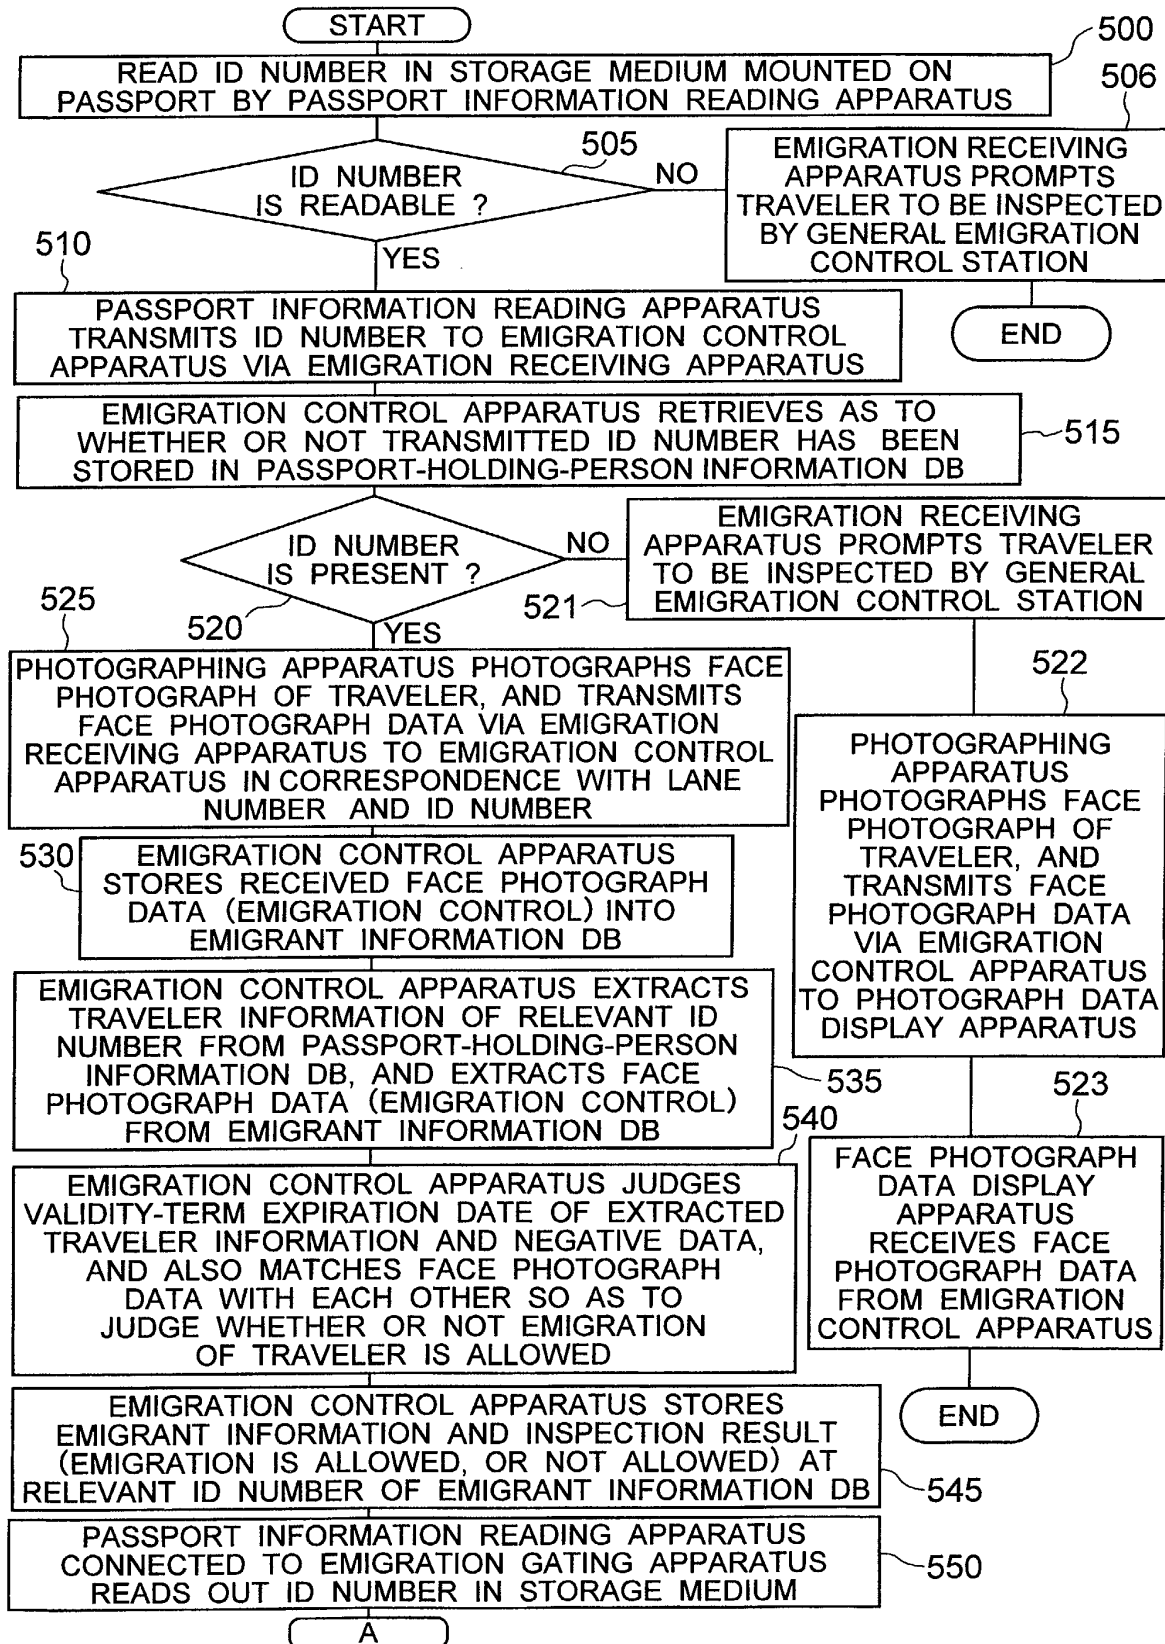 START
500
READ ID NUMBER IN STORAGE MEDIUM MOUNTED ON
PASSPORT BY PASSPORT INFORMATION READING APPARATUS
505
ID NUMBER
IS READABLE ?
NO
506
EMIGRATION RECEIVING
APPARATUS PROMPTS
TRAVELER TO BE INSPECTED
BY GENERAL EMIGRATION
CONTROL STATION
END
YES
510
PASSPORT INFORMATION READING APPARATUS
TRANSMITS ID NUMBER TO EMIGRATION CONTROL
APPARATUS VIA EMIGRATION RECEIVING APPARATUS
EMIGRATION CONTROL APPARATUS RETRIEVES AS TO
WHETHER OR NOT TRANSMITTED ID NUMBER HAS BEEN
STORED IN PASSPORT-HOLDING-PERSON INFORMATION DB
515
ID NUMBER
IS PRESENT ?
520
NO
EMIGRATION RECEIVING
APPARATUS PROMPTS TRAVELER
TO BE INSPECTED BY GENERAL
EMIGRATION CONTROL STATION
521
YES
525
PHOTOGRAPHING APPARATUS PHOTOGRAPHS FACE
PHOTOGRAPH OF TRAVELER, AND TRANSMITS
FACE PHOTOGRAPH DATA VIA EMIGRATION
RECEIVING APPARATUS TO EMIGRATION CONTROL
APPARATUS IN CORRESPONDENCE WITH LANE
NUMBER AND ID NUMBER
522
PHOTOGRAPHING
APPARATUS
PHOTOGRAPHS FACE
PHOTOGRAPH OF
TRAVELER, AND
TRANSMITS FACE
PHOTOGRAPH DATA
VIA EMIGRATION
CONTROL APPARATUS
TO PHOTOGRAPH DATA
DISPLAY APPARATUS
530
EMIGRATION CONTROL APPARATUS
STORES RECEIVED FACE PHOTOGRAPH
DATA (EMIGRATION CONTROL) INTO
EMIGRANT INFORMATION DB
EMIGRATION CONTROL APPARATUS EXTRACTS
TRAVELER INFORMATION OF RELEVANT ID
NUMBER FROM PASSPORT-HOLDING-PERSON
INFORMATION DB, AND EXTRACTS FACE
PHOTOGRAPH DATA (EMIGRATION CONTROL)
FROM EMIGRANT INFORMATION DB
535
523
FACE PHOTOGRAPH
DATA DISPLAY
APPARATUS
RECEIVES FACE
PHOTOGRAPH DATA
FROM EMIGRATION
CONTROL APPARATUS
END
540
EMIGRATION CONTROL APPARATUS JUDGES
VALIDITY-TERM EXPIRATION DATE OF EXTRACTED
TRAVELER INFORMATION AND NEGATIVE DATA,
AND ALSO MATCHES FACE PHOTOGRAPH
DATA WITH EACH OTHER SO AS TO
JUDGE WHETHER OR NOT EMIGRATION
OF TRAVELER IS ALLOWED
EMIGRATION CONTROL APPARATUS STORES
EMIGRANT INFORMATION AND INSPECTION RESULT
(EMIGRATION IS ALLOWED, OR NOT ALLOWED) AT
RELEVANT ID NUMBER OF EMIGRANT INFORMATION DB
545
PASSPORT INFORMATION READING APPARATUS
CONNECTED TO EMIGRATION GATING APPARATUS
READS OUT ID NUMBER IN STORAGE MEDIUM
550
A